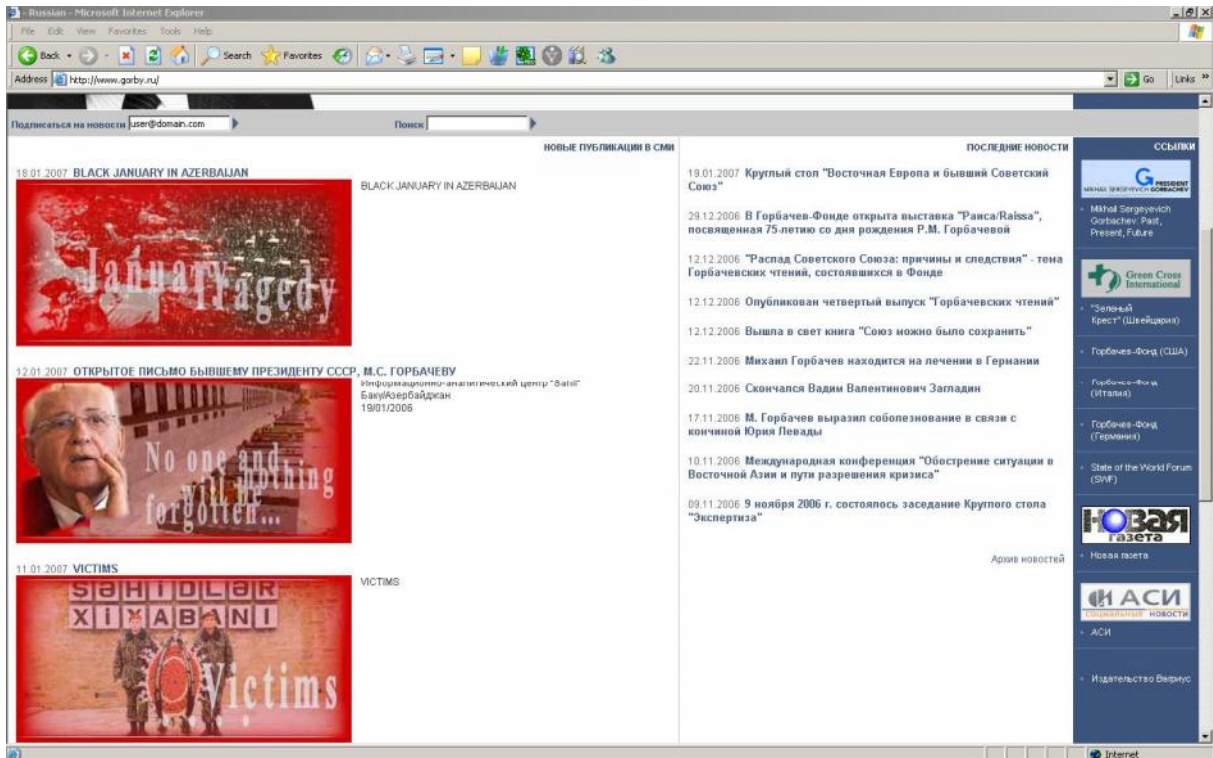 - Russian - Microsoft Internet Explorer
File Edit View Favorites Tools Help
Back Search Favorites
Address http://www.gorby.ru/ Go Links »
Подписаться на новости user@domain.com Поиск
НОВЫЕ ПУБЛИКАЦИИ В СМИ
18.01.2007 BLACK JANUARY IN AZERBAIJAN
BLACK JANUARY IN AZERBAIJAN
January
Tragedy
12.01.2007 ОТКРЫТОЕ ПИСЬМО БЫВШЕМУ ПРЕЗИДЕНТУ СССР, М.С. ГОРБАЧЕВУ
Информационно-аналитический центр "Sahil"
Баку/Азербайджан
19/01/2006
No one and
nothing
will be
forgotten...
11.01.2007 VICTIMS
VICTIMS
ŞƏHİDLƏR
XİYABANI
Victims
ПОСЛЕДНИЕ НОВОСТИ
19.01.2007 Круглый стол "Восточная Европа и бывший Советский
Союз"
29.12.2006 В Горбачев-Фонде открыта выставка "Раиса/Raissa",
посвященная 75-летию со дня рождения Р.М. Горбачевой
12.12.2006 "Распад Советского Союза: причины и следствия" - тема
Горбачевских чтений, состоявшихся в Фонде
12.12.2006 Опубликован четвертый выпуск "Горбачевских чтений"
12.12.2006 Вышла в свет книга "Союз можно было сохранить"
22.11.2006 Михаил Горбачев находится на лечении в Германии
20.11.2006 Скончался Вадим Валентинович Загладин
17.11.2006 М. Горбачев выразил соболезнование в связи с
кончиной Юрия Левады
10.11.2006 Международная конференция "Обострение ситуации в
Восточной Азии и пути разрешения кризиса"
09.11.2006 9 ноября 2006 г. состоялось заседание Круглого стола
"Экспертиза"
Архив новостей
ССЫЛКИ
PRESIDENT
MIKHAIL SERGEYEVICH GORBACHEV
Mikhail Sergeyevich
Gorbachev: Past,
Present, Future
Green Cross
International
"Зеленый
Крест" (Швейцария)
Горбачев-Фонд (США)
Горбачев-Фонд
(Италия)
Горбачев-Фонд
(Германия)
State of the World Forum
(SWF)
НОВАЯ
газета
Новая газета
АСИ
СОЦИАЛЬНЫЕ НОВОСТИ
АСИ
Издательство Вагриус
Internet